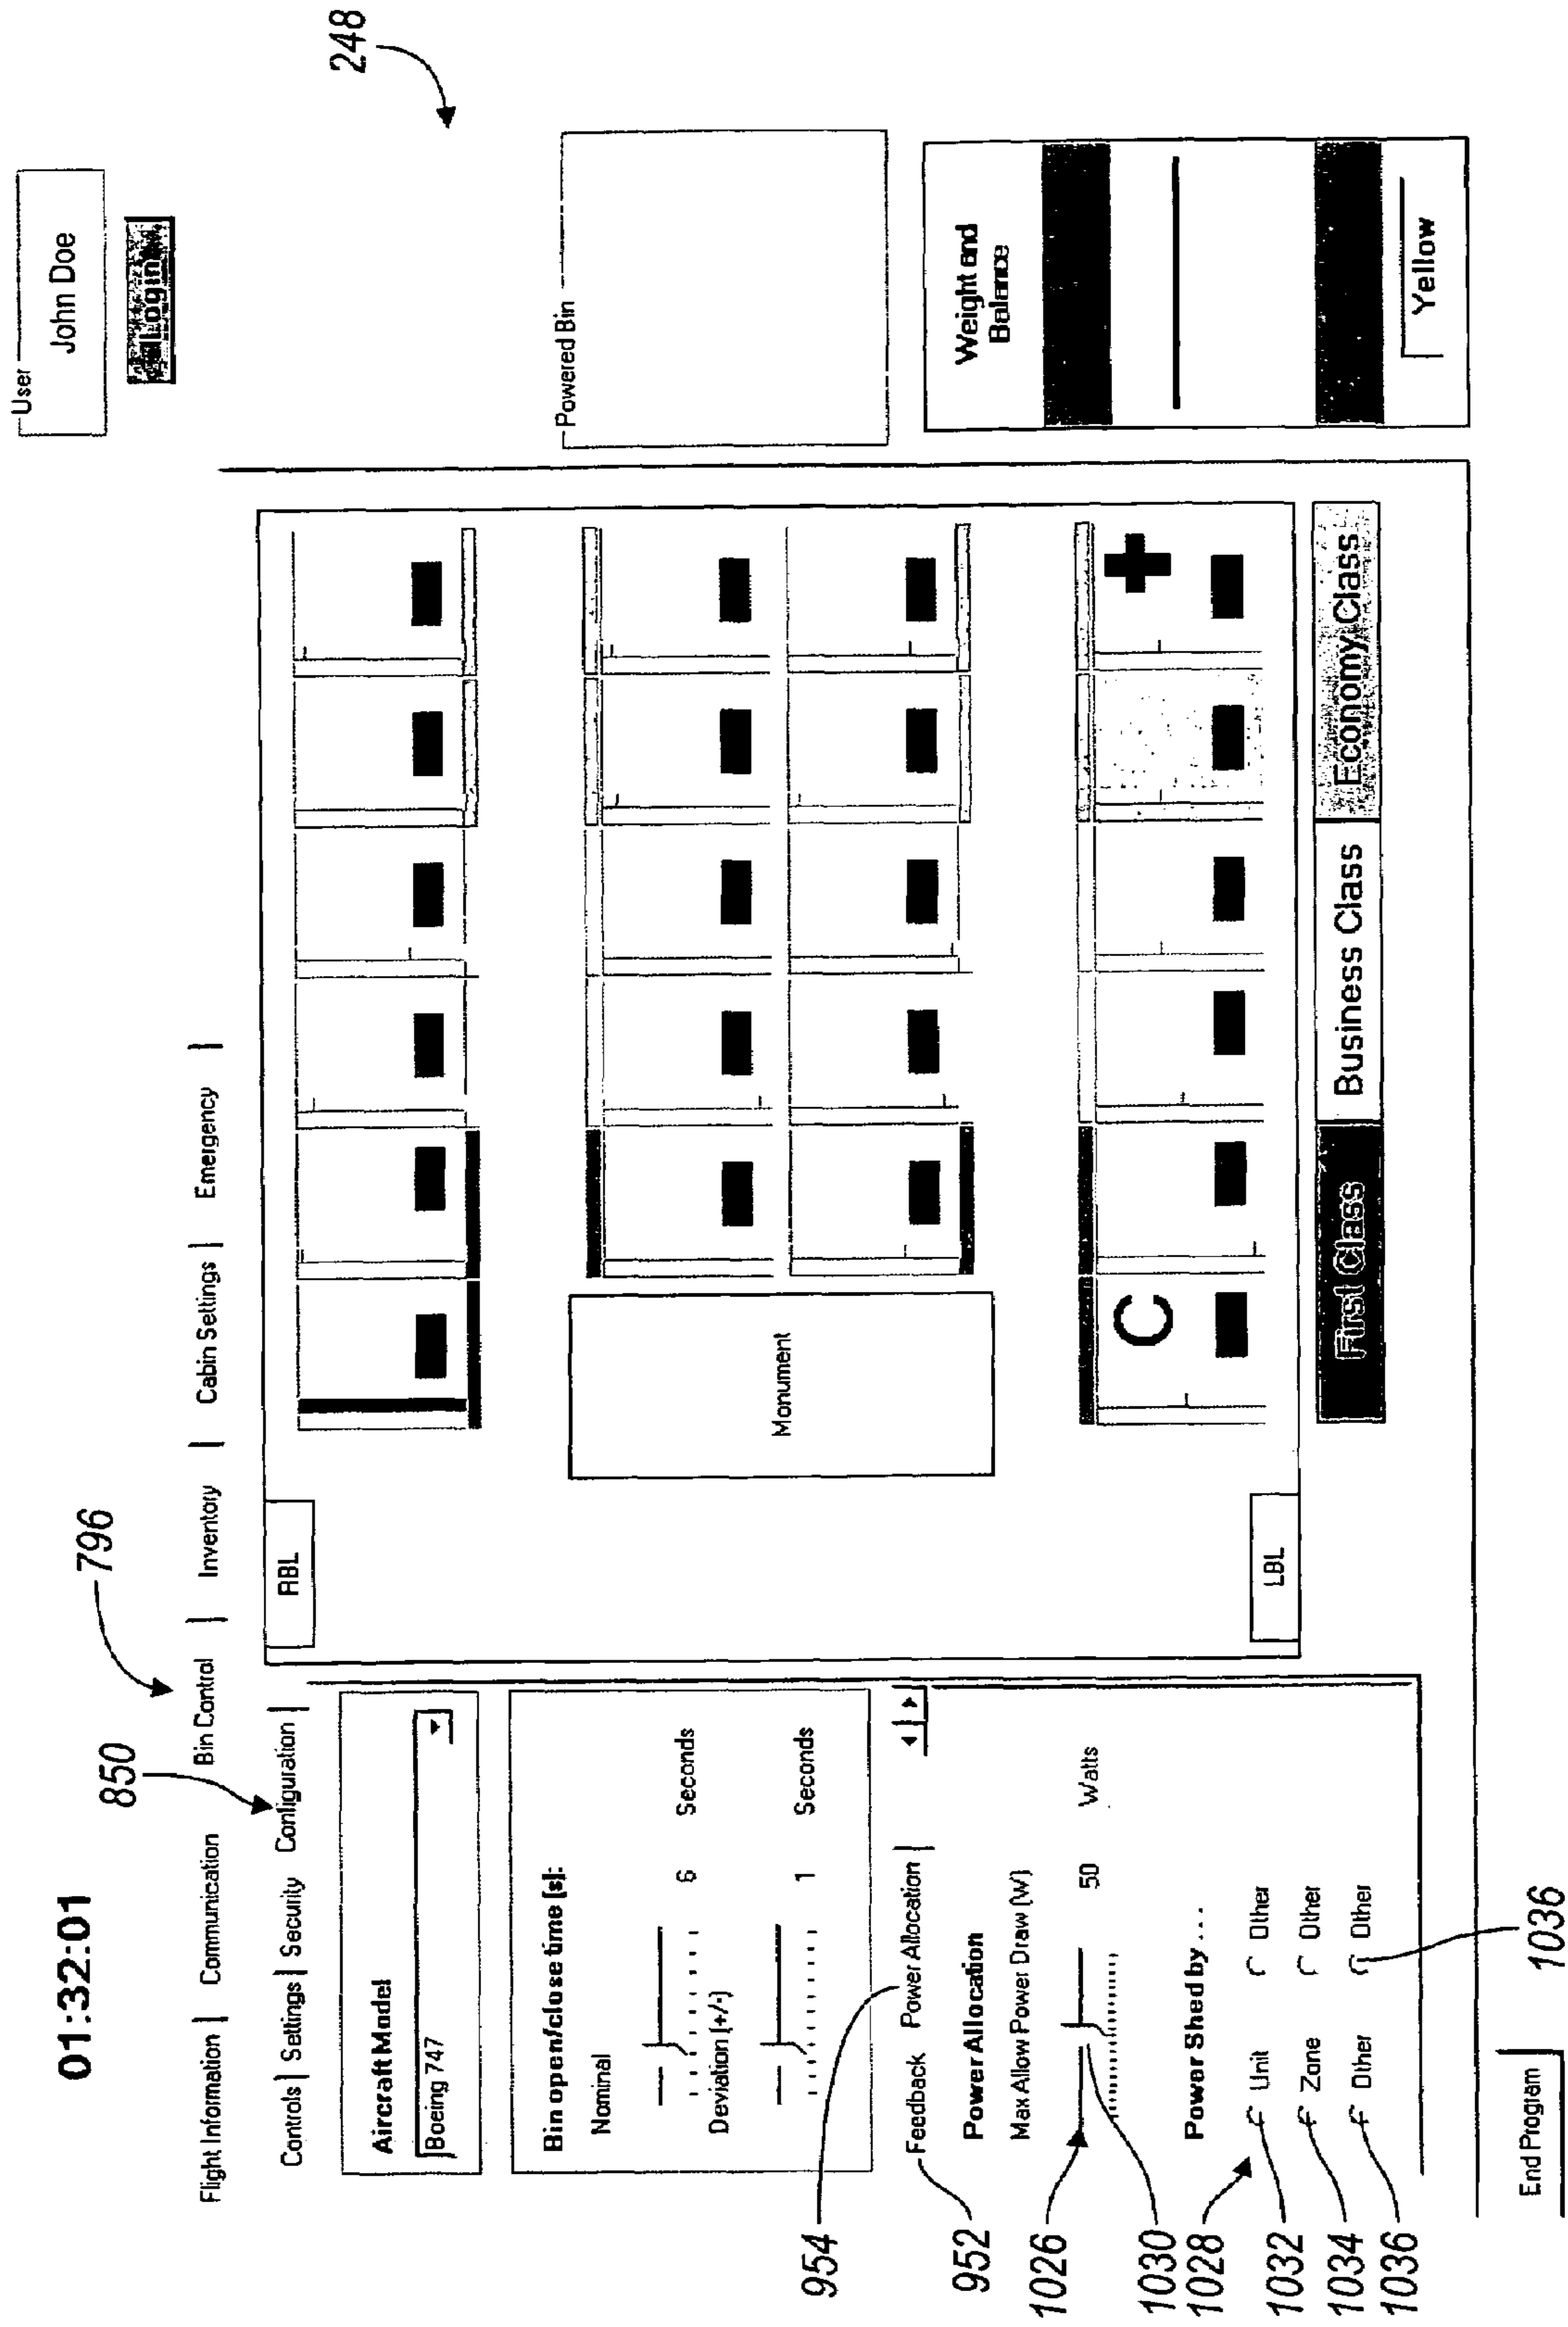 01:32:01
User
John Doe
Login
248
796
850
Flight Information Communication Bin Control Inventory Cabin Settings Emergency
Controls Settings Security Configuration
Aircraft Model
Boeing 747
Bin open/close time [s]:
Nominal
6 Seconds
Deviation (+/-)
1 Seconds
954
952
Feedback Power Allocation
Power Allocation
Max Allow Power Draw (W)
1026
50 Watts
1030
1028
Power Shed by . . .
1032
Unit Other
1034
Zone Other
1036
Other Other
1036
RBL
Monument
LBL
C
First Class Business Class Economy Class
Powered Bin
Weight and
Balance
Yellow
End Program